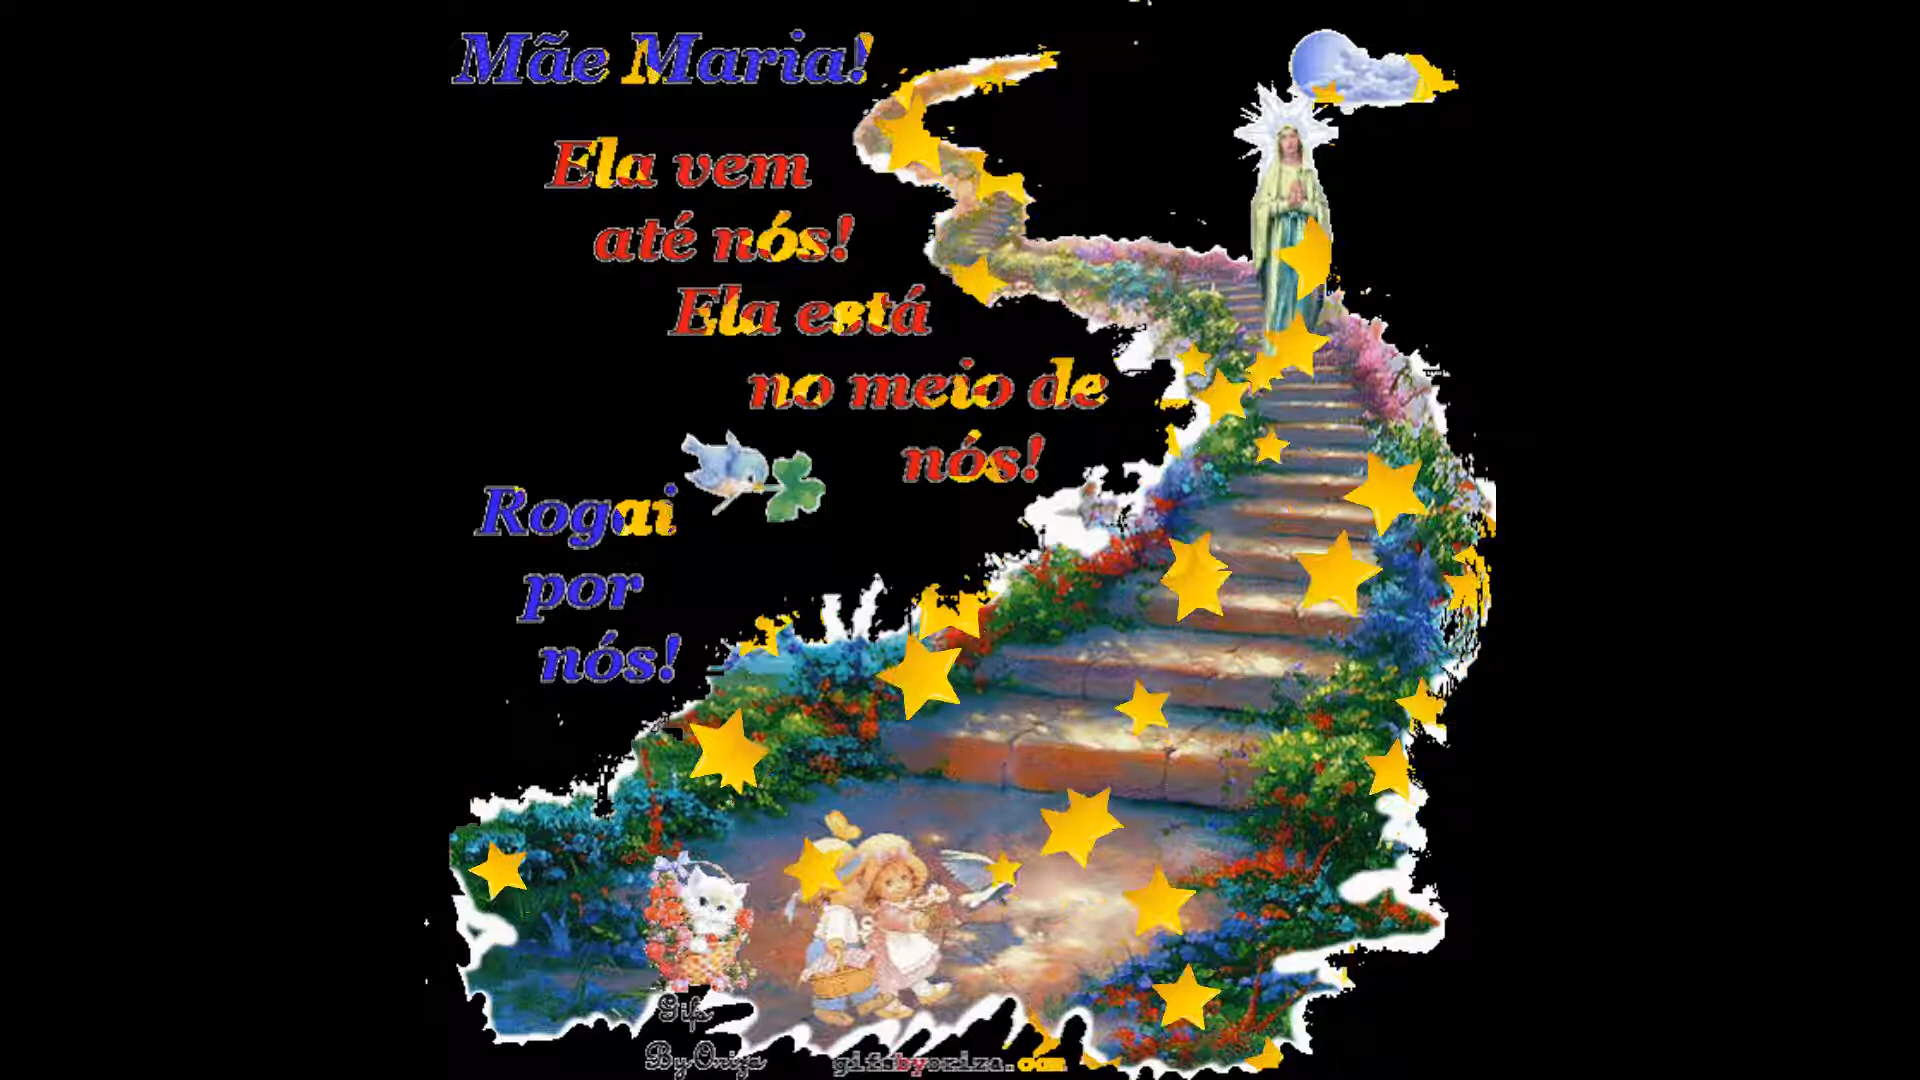 Mãe Maria!
Ela vem
até nós!
Ela está
no meio de
nós!
Rogai
por
nós!
Gifs
By Oriza
gifsbyoriza.com